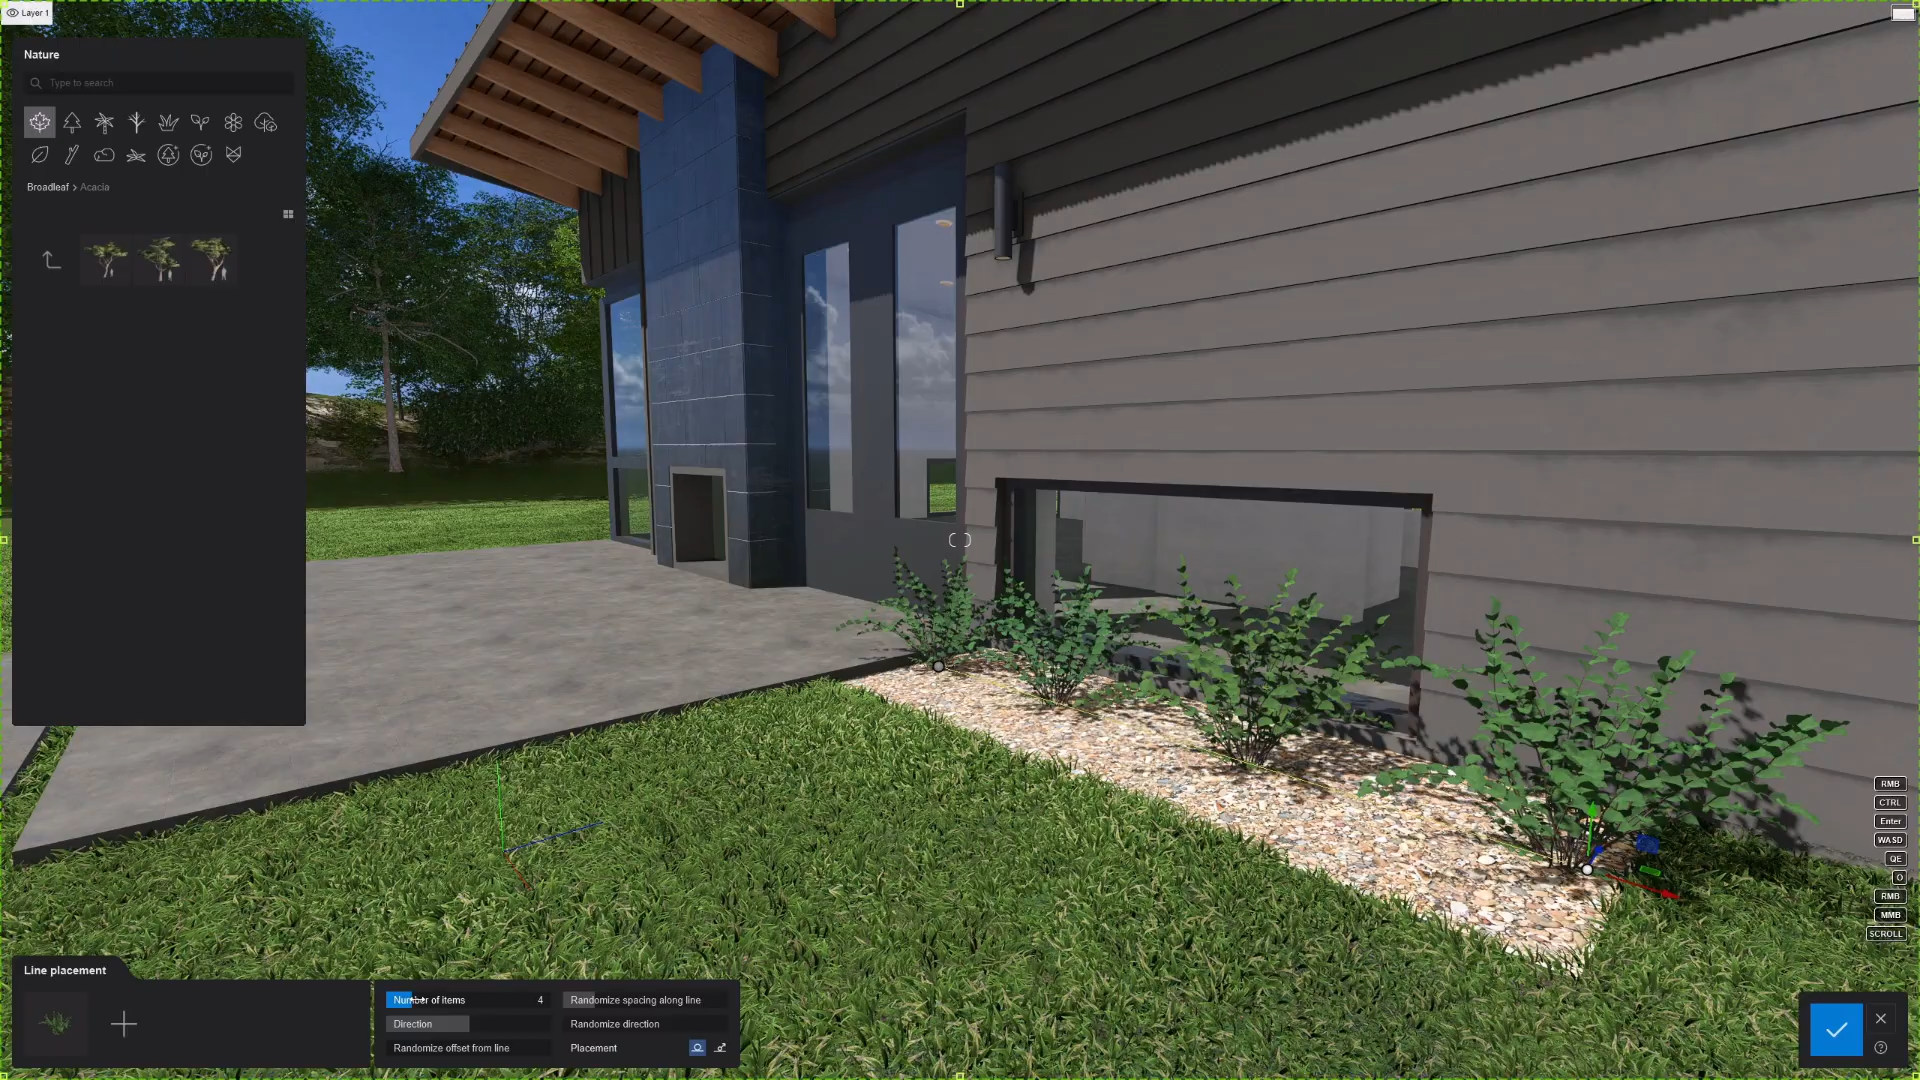 Layer 1
Nature
Type to search
Broadleaf > Acacia
RMB
CTRL
Enter
WASD
QE
O
RMB
MMB
SCROLL
Line placement
Number of items 4
Randomize spacing along line
Direction
Randomize direction
Randomize offset from line
Placement